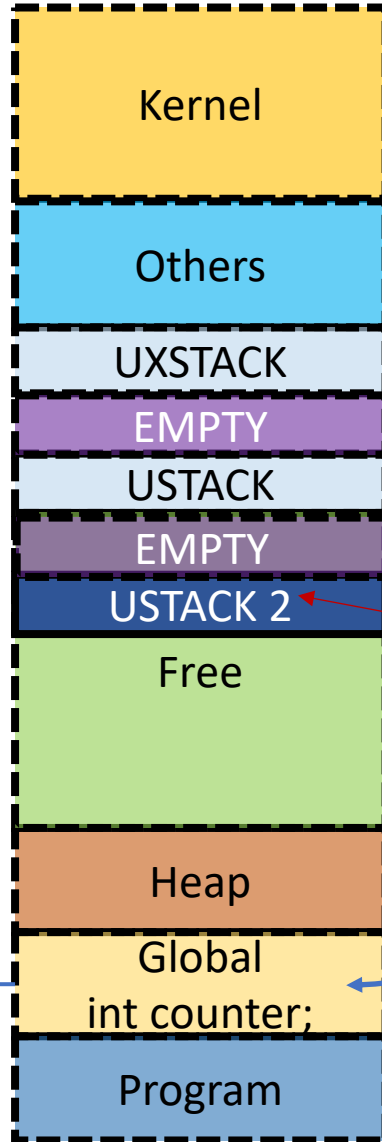 Kernel
Others
UXSTACK
EMPTY
USTACK
EMPTY
USTACK 2
Free
Heap
Global
int counter;
Program